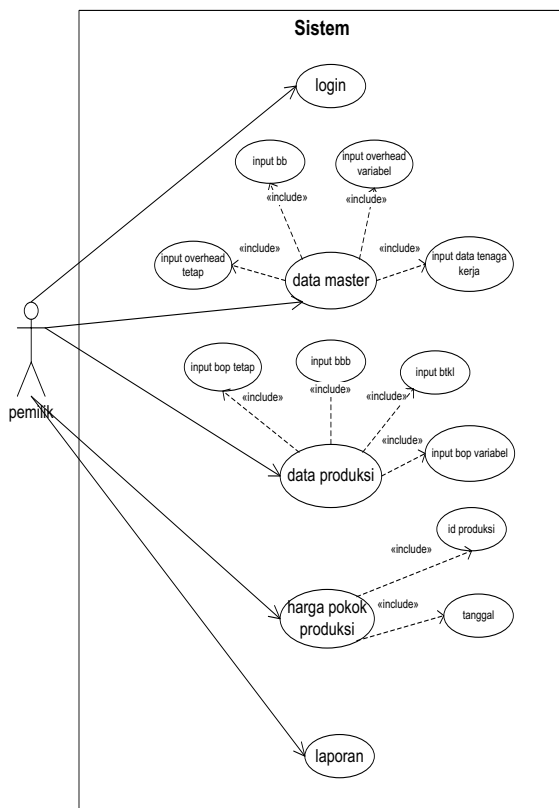 Sistem
login
input bb
input overhead
variabel
«include»
«include»
input overhead
tetap
«include»
«include»
input data tenaga
kerja
data master
pemilik
input bop tetap
input bbb
input btkl
«include»
«include»
«include»
«include»
input bop variabel
data produksi
id produksi
«include»
harga pokok
produksi
«include»
tanggal
laporan